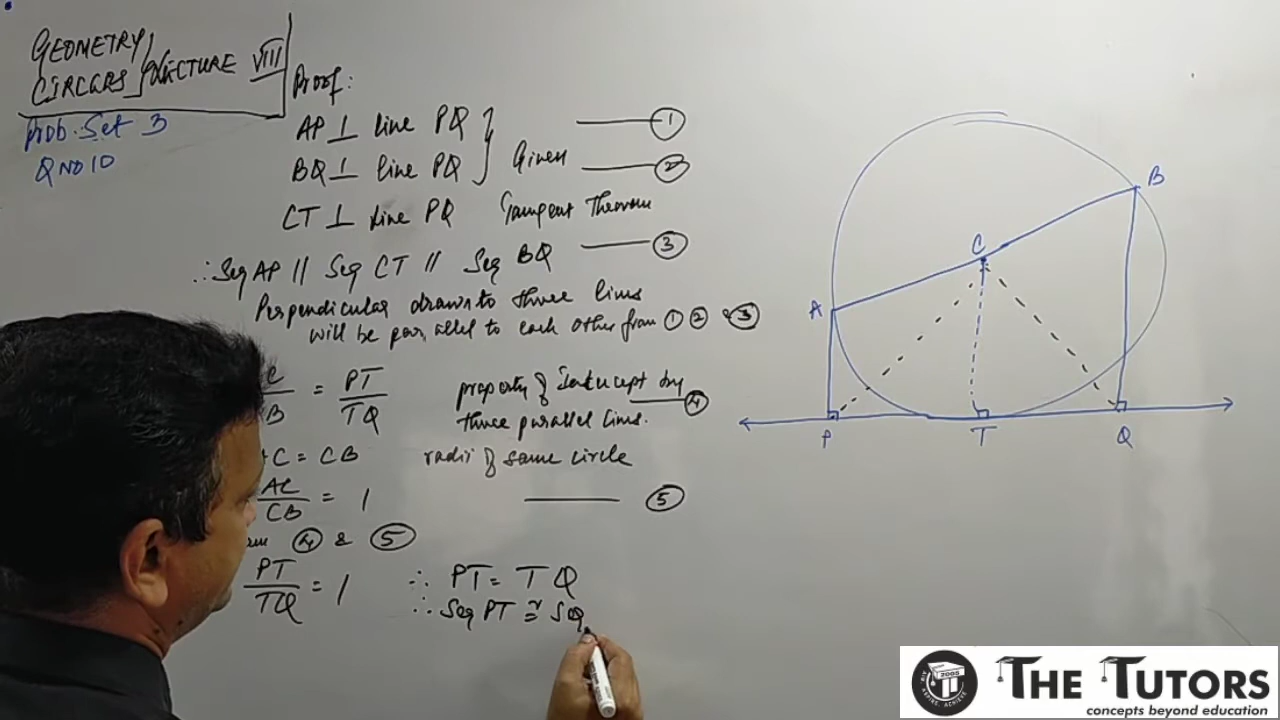 GEOMETRY
CIRCLES LECTURE VIII
Prob. Set 3
Q NO 10
Proof:
AP ⊥ line PQ ——— ①
BQ ⊥ line PQ } Given ——— ②
CT ⊥ line PQ Tangent Theorem
——— ③
∴ Seg AP // Seg CT // Seg BQ
Perpendicular drawn to three lines
will be parallel to each other from ① ② & ③
C/B = PT/TQ property of Intercept by
three parallel lines. ——— ④
C = CB radii of same circle
AC/CB = 1 ——— ⑤
④ & ⑤
PT/TQ = 1 ∴ PT = TQ
∴ Seg PT ≅ SQ
A
B
C
P
T
Q
2005
THE TUTORS
concepts beyond education